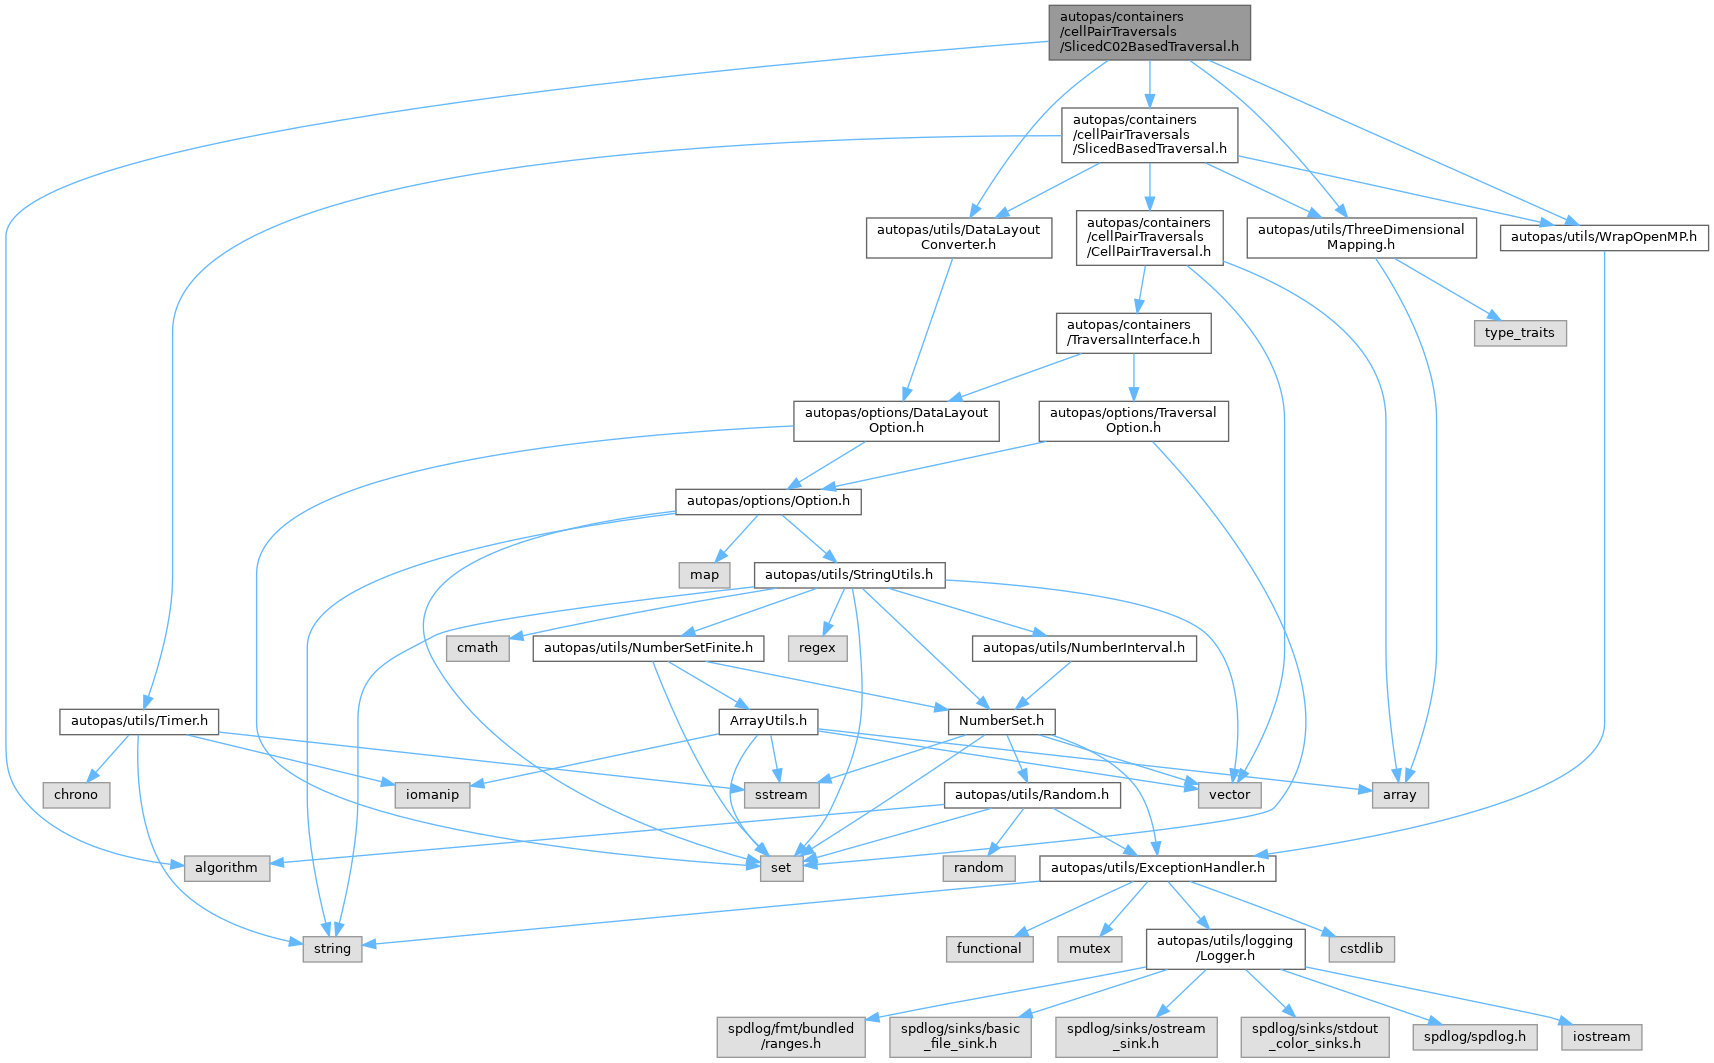 autopas/containers
/cellPairTraversals
/SlicedC02BasedTraversal.h
autopas/containers
/cellPairTraversals
/SlicedBasedTraversal.h
autopas/utils/DataLayout
Converter.h
autopas/containers
/cellPairTraversals
/CellPairTraversal.h
autopas/utils/ThreeDimensional
Mapping.h
autopas/utils/WrapOpenMP.h
autopas/containers
/TraversalInterface.h
type_traits
autopas/options/DataLayout
Option.h
autopas/options/Traversal
Option.h
autopas/options/Option.h
map
autopas/utils/StringUtils.h
cmath
autopas/utils/NumberSetFinite.h
regex
autopas/utils/NumberInterval.h
autopas/utils/Timer.h
ArrayUtils.h
NumberSet.h
chrono
iomanip
sstream
autopas/utils/Random.h
vector
array
algorithm
set
random
autopas/utils/ExceptionHandler.h
string
functional
mutex
autopas/utils/logging
/Logger.h
cstdlib
spdlog/fmt/bundled
/ranges.h
spdlog/sinks/basic
_file_sink.h
spdlog/sinks/ostream
_sink.h
spdlog/sinks/stdout
_color_sinks.h
spdlog/spdlog.h
iostream